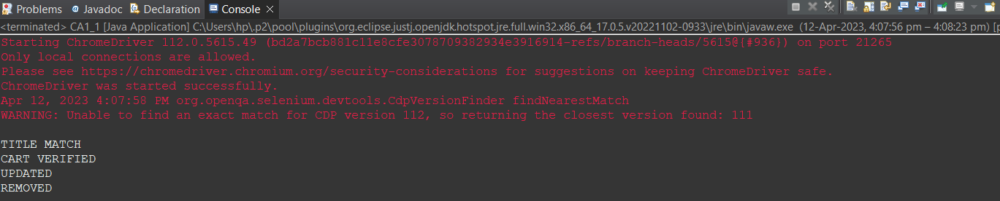 Problems @ Javadoc Declaration Console
<terminated> CA1_1 [Java Application] C:\Users\hp\.p2\pool\plugins\org.eclipse.justj.openjdk.hotspot.jre.full.win32.x86_64_17.0.5.v20221102-0933\jre\bin\javaw.exe (12-Apr-2023, 4:07:56 pm – 4:08:23 pm) [p
Starting ChromeDriver 112.0.5615.49 (bd2a7bcb881c11e8cfe3078709382934e3916914-refs/branch-heads/5615@{#936}) on port 21265
Only local connections are allowed.
Please see https://chromedriver.chromium.org/security-considerations for suggestions on keeping ChromeDriver safe.
ChromeDriver was started successfully.
Apr 12, 2023 4:07:58 PM org.openqa.selenium.devtools.CdpVersionFinder findNearestMatch
WARNING: Unable to find an exact match for CDP version 112, so returning the closest version found: 111
TITLE MATCH
CART VERIFIED
UPDATED
REMOVED